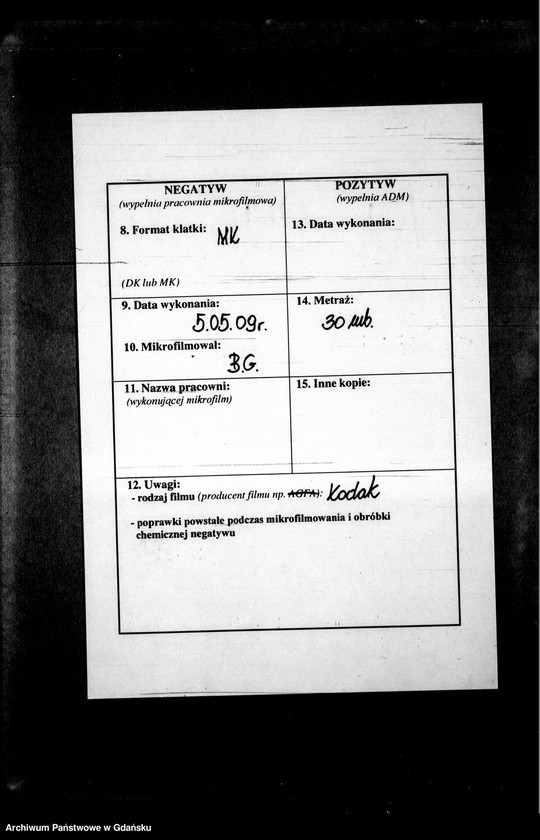 NEGATYW
(wypełnia pracownia mikrofilmowa)
8. Format klatki: MK
(DK lub MK)
9. Data wykonania:
5.05.09r.
10. Mikrofilmował:
B.G.
11. Nazwa pracowni:
(wykonującej mikrofilm)
POZYTYW
(wypełnia ADM)
13. Data wykonania:
14. Metraż:
30 mb.
15. Inne kopie:
12. Uwagi:
- rodzaj filmu (producent filmu np. AGFA): Kodak
- poprawki powstałe podczas mikrofilmowania i obróbki
chemicznej negatywu
Archiwum Państwowe w Gdańsku